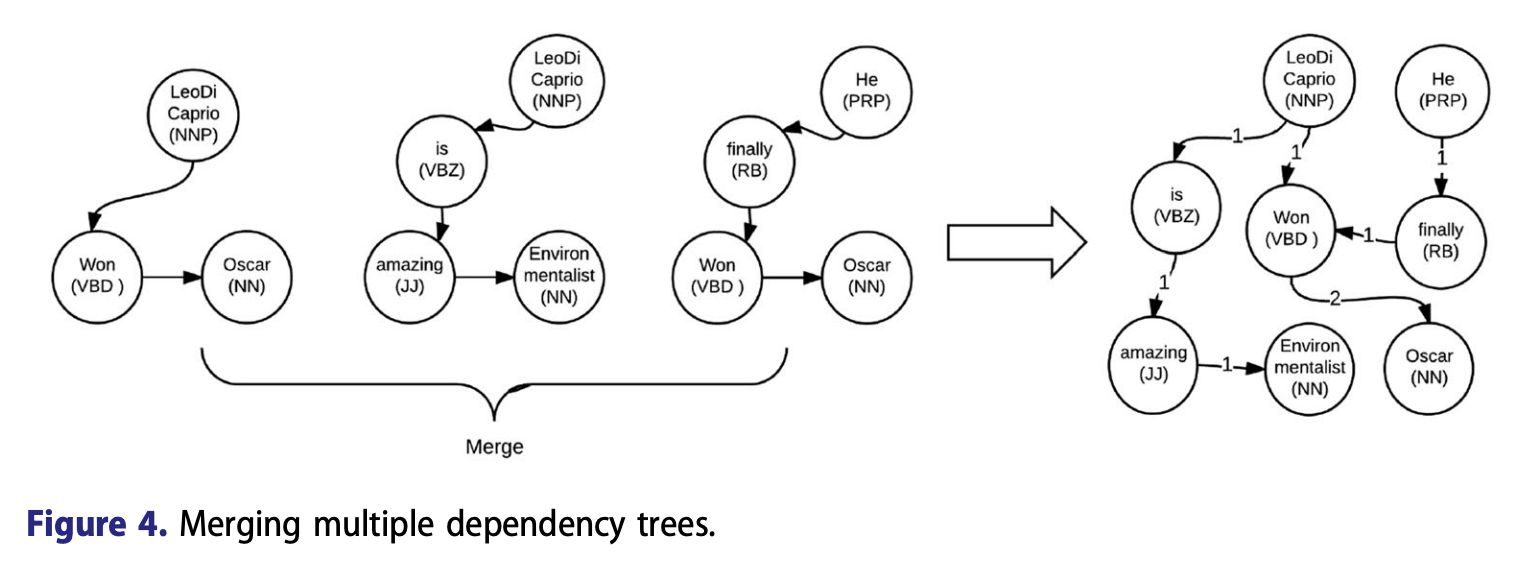 LeoDi
Caprio
(NNP)
Won
(VBD )
Oscar
(NN)
LeoDi
Caprio
(NNP)
is
(VBZ)
amazing
(JJ)
Environ
mentalist
(NN)
He
(PRP)
finally
(RB)
Won
(VBD )
Oscar
(NN)
Merge
LeoDi
Caprio
(NNP)
He
(PRP)
1
1
1
is
(VBZ)
Won
(VBD )
1
finally
(RB)
1
2
amazing
(JJ)
1
Environ
mentalist
(NN)
Oscar
(NN)
Figure 4. Merging multiple dependency trees.